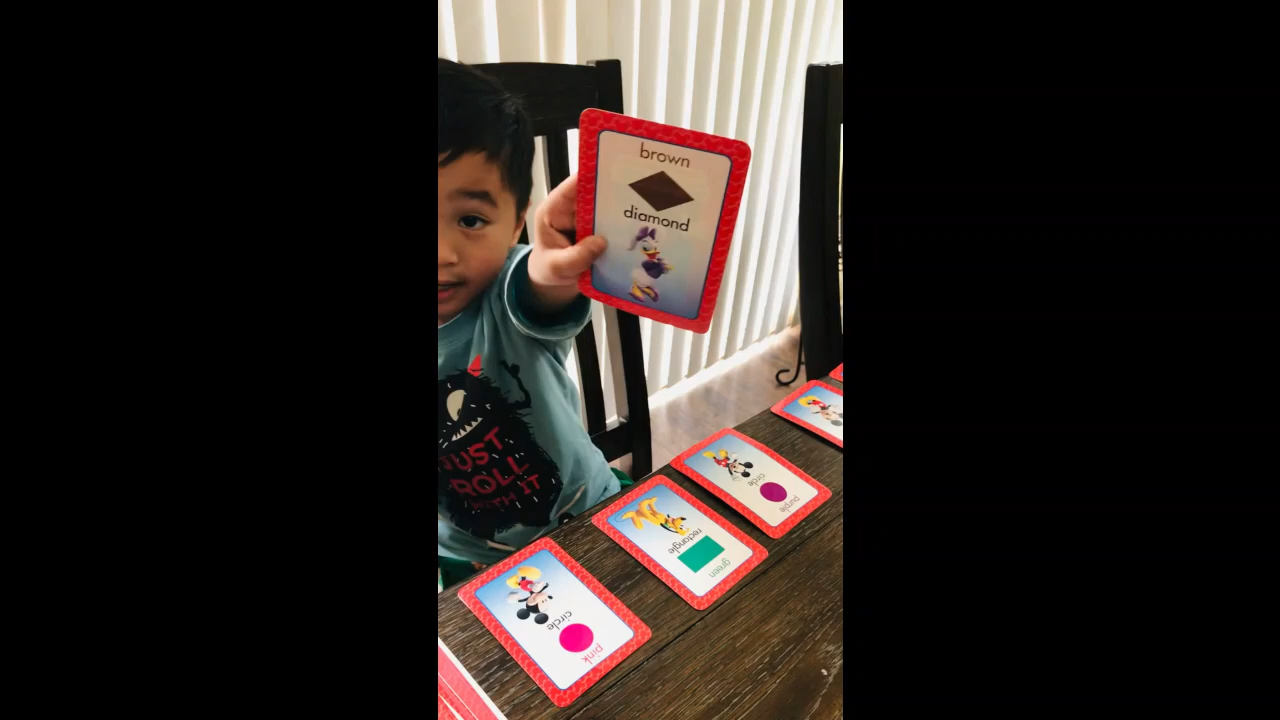 brown
diamond
JUST
ROLL
WITH IT
circle
purple
rectangle
green
circle
pink